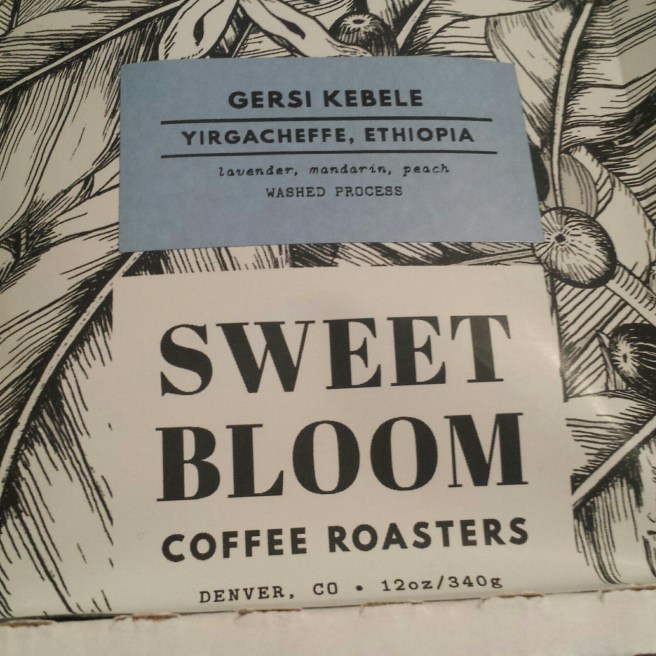 GERSI KEBELE
YIRGACHEFFE, ETHIOPIA
lavender, mandarin, peach
WASHED PROCESS
SWEET
BLOOM
COFFEE ROASTERS
DENVER, CO • 12oz/340g